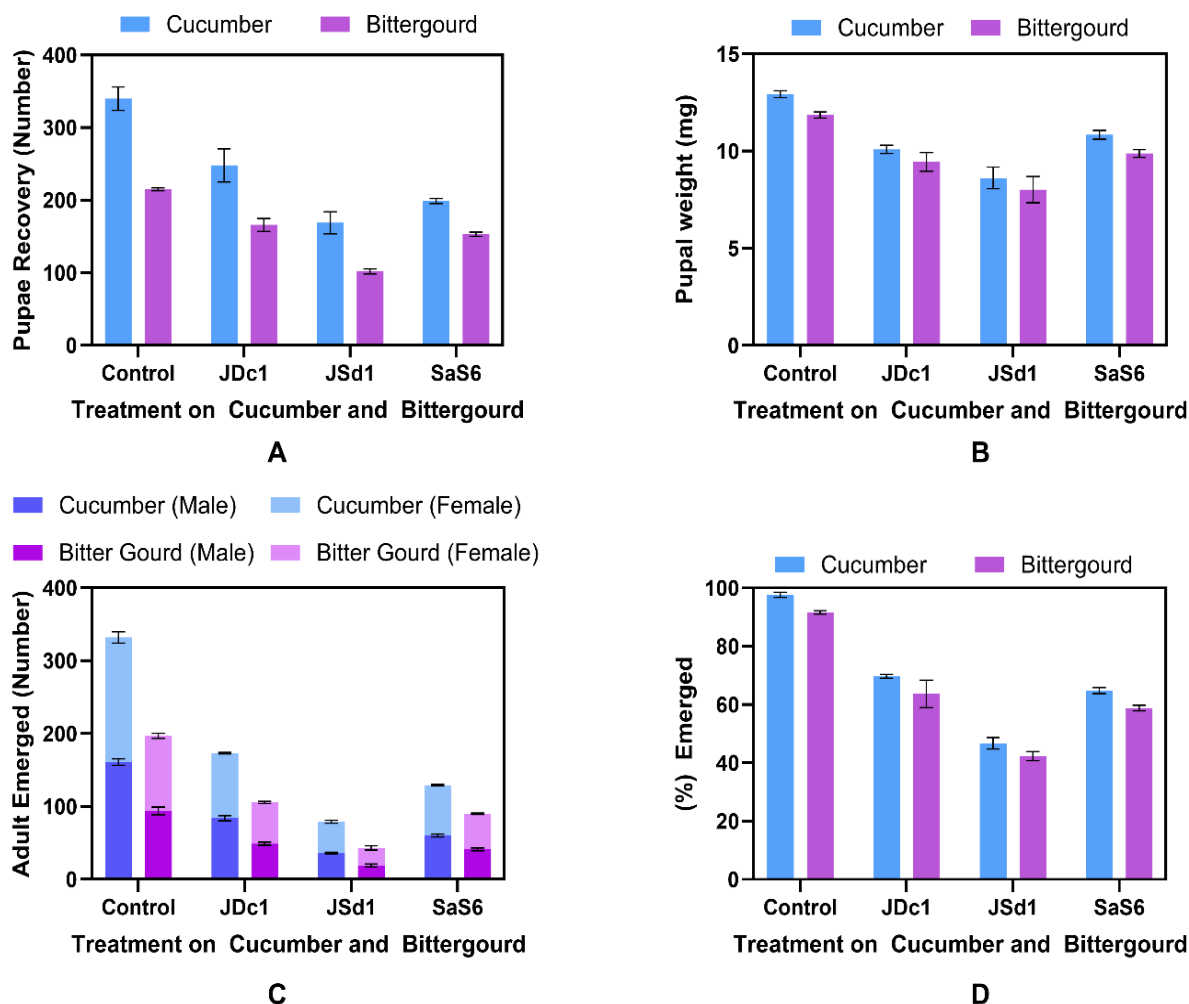 Cucumber Bittergourd
Pupae Recovery (Number)
400
300
200
100
0
Control JDc1 JSd1 SaS6
Treatment on Cucumber and Bittergourd
A
Cucumber Bittergourd
Pupal weight (mg)
15
10
5
0
Control JDc1 JSd1 SaS6
Treatment on Cucumber and Bittergourd
B
Cucumber (Male) Cucumber (Female)
Bitter Gourd (Male) Bitter Gourd (Female)
Adult Emerged (Number)
400
300
200
100
0
Control JDc1 JSd1 SaS6
Treatment on Cucumber and Bittergourd
C
Cucumber Bittergourd
(%) Emerged
100
80
60
40
20
0
Control JDc1 JSd1 SaS6
Treatment on Cucumber and Bittergourd
D